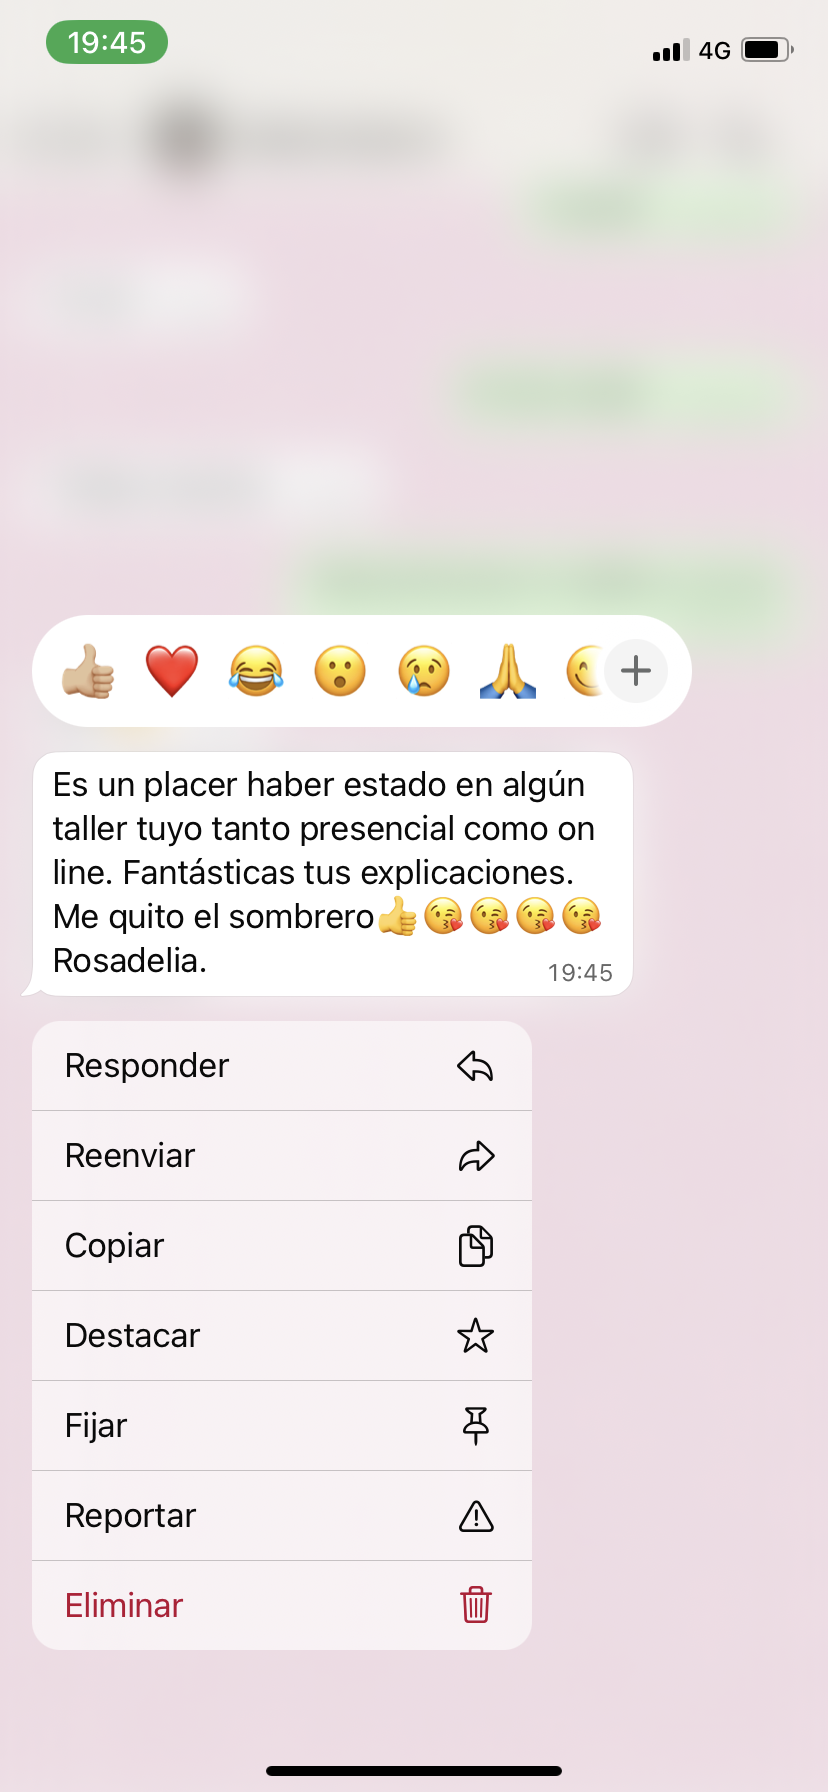 19:45
4G
Es un placer haber estado en algún
taller tuyo tanto presencial como on
line. Fantásticas tus explicaciones.
Me quito el sombrero👍😘😘😘😘
Rosadelia.
19:45
Responder
Reenviar
Copiar
Destacar
Fijar
Reportar
Eliminar